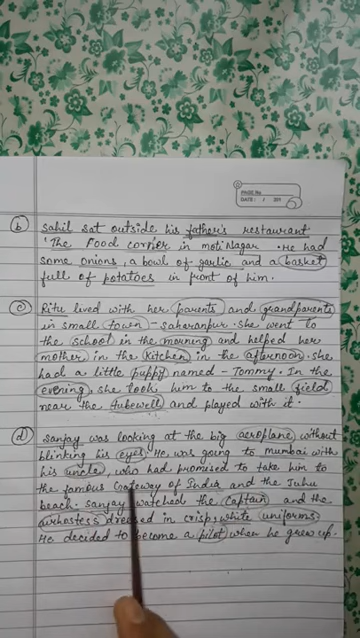 PAGE No.
DATE: / / 201
(b) Sahil sat outside his father's restaurant
'The Food corner in moti Nagar. He had
some onions, a bowl of garlic and a basket
full of potatoes in front of him.
(c) Ritu lived with her parents and grandparents
in small town - Saharanpur. She went to
the school in the morning and helped her
mother in the kitchen in the afternoon. She
had a little puppy named - Tommy. In the
evening, she took him to the small field
near the tubewell and played with it.
(d) Sanjay was looking at the big aeroplane without
blinking his eyes. He was going to mumbai with
his uncle, who had promised to take him to
the famous Gateway of India and the Juhu
beach. Sanjay watched the captain and the
airhostess dressed in crisp, white uniforms.
He decided to become a pilot when he grew up.